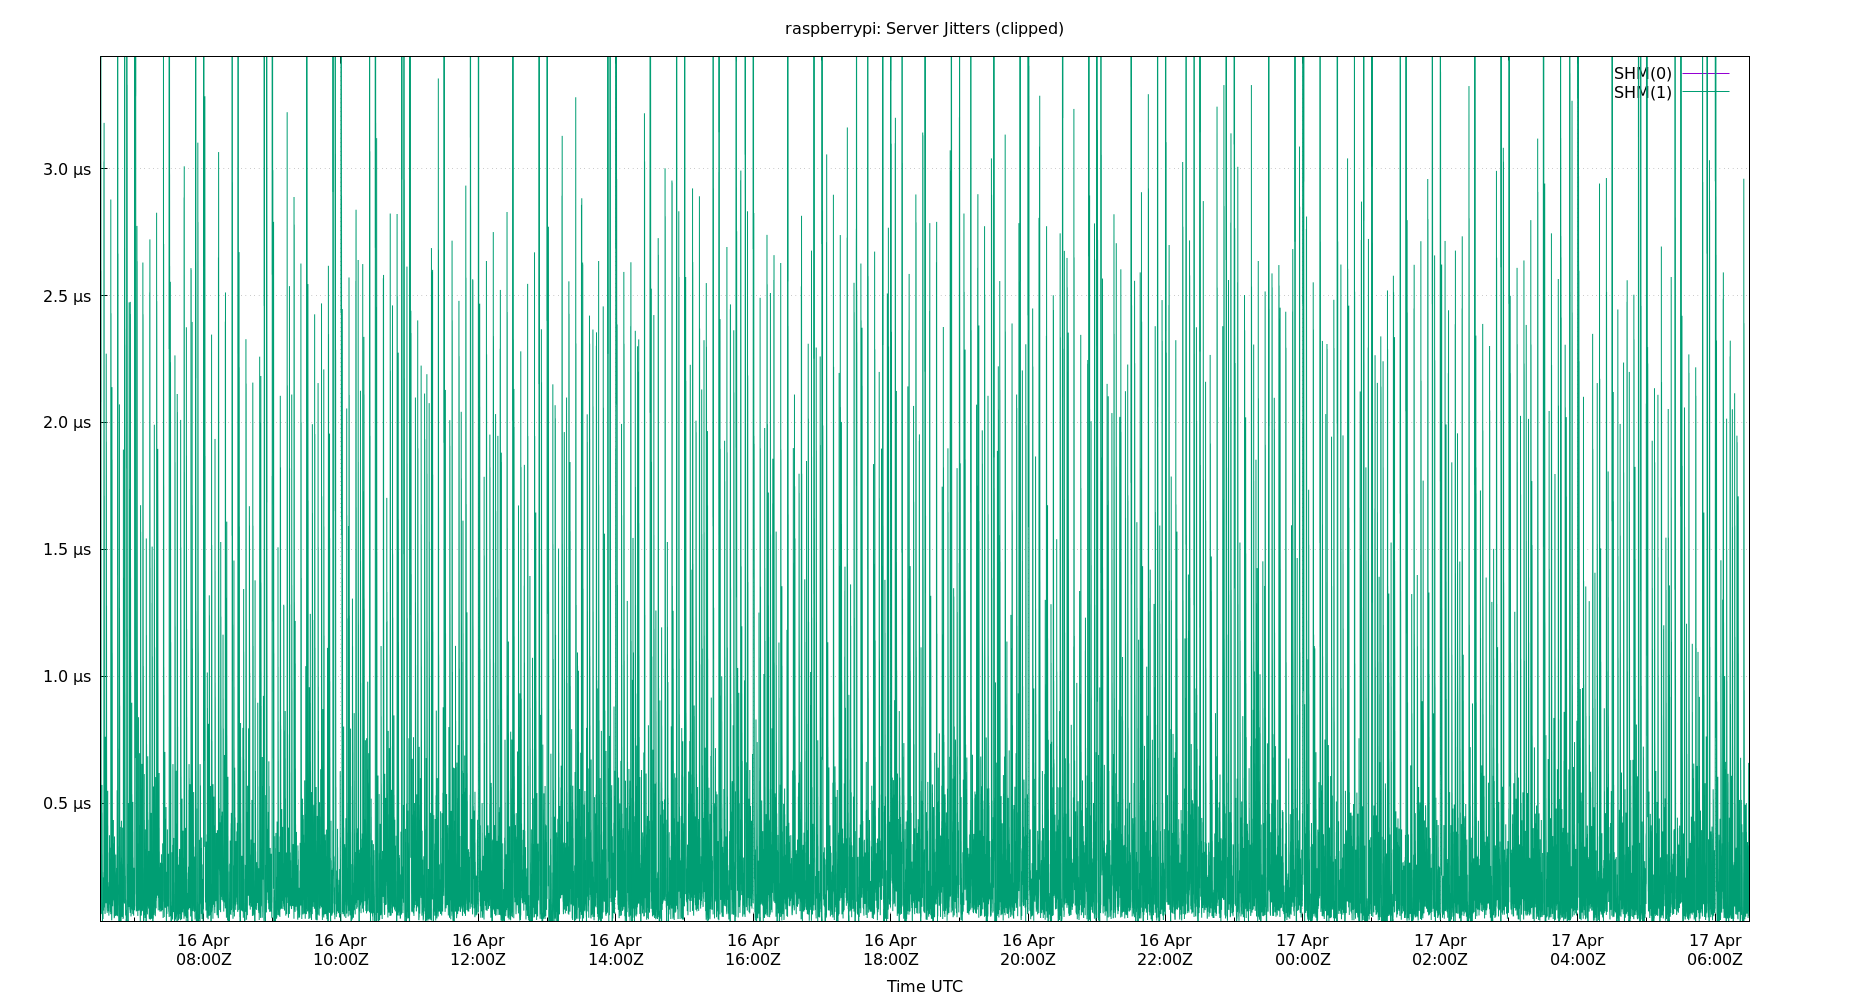 raspberrypi: Server Jitters (clipped)
SHM(0)
SHM(1)
3.0 µs
2.5 µs
2.0 µs
1.5 µs
1.0 µs
0.5 µs
16 Apr 16 Apr 16 Apr 16 Apr 16 Apr 16 Apr 16 Apr 16 Apr 17 Apr 17 Apr 17 Apr 17 Apr
08:00Z 10:00Z 12:00Z 14:00Z 16:00Z 18:00Z 20:00Z 22:00Z 00:00Z 02:00Z 04:00Z 06:00Z
Time UTC